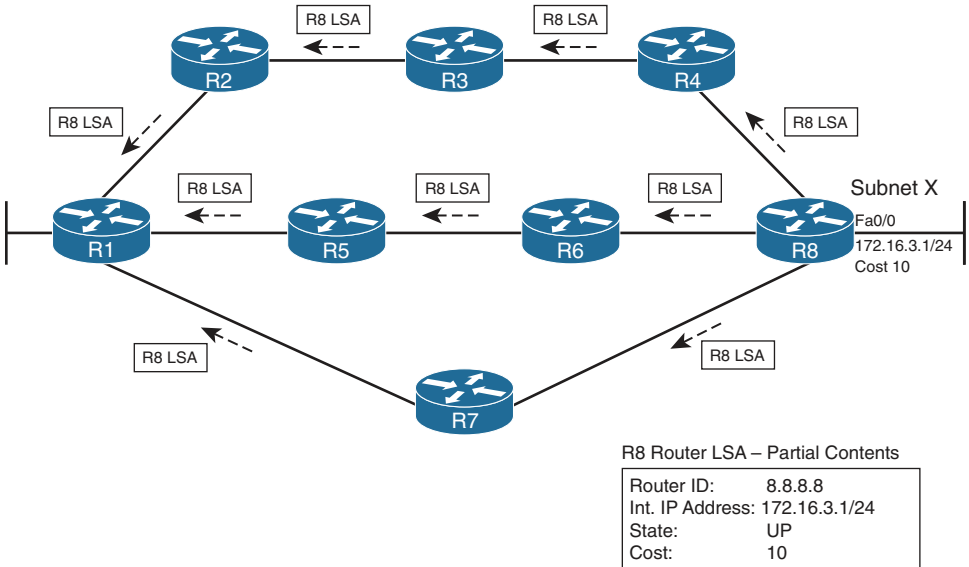 R8 LSA
R8 LSA
R2
R3
R4
R8 LSA
R8 LSA
R8 LSA
R8 LSA
R8 LSA
Subnet X
Fa0/0
R1
R5
R6
R8
172.16.3.1/24
Cost 10
R8 LSA
R8 LSA
R7
R8 Router LSA – Partial Contents
Router ID: 8.8.8.8
Int. IP Address: 172.16.3.1/24
State: UP
Cost: 10